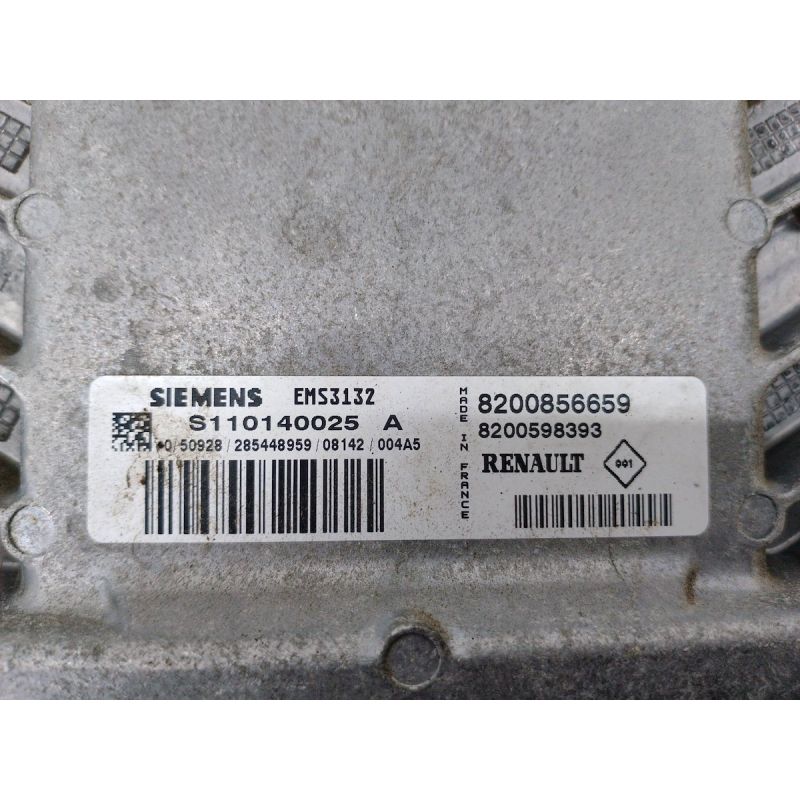 SIEMENS EMS3132
S110140025 A
0/50928/285448959/08142/004A5
MADE IN FRANCE
8200856659
8200598393
RENAULT